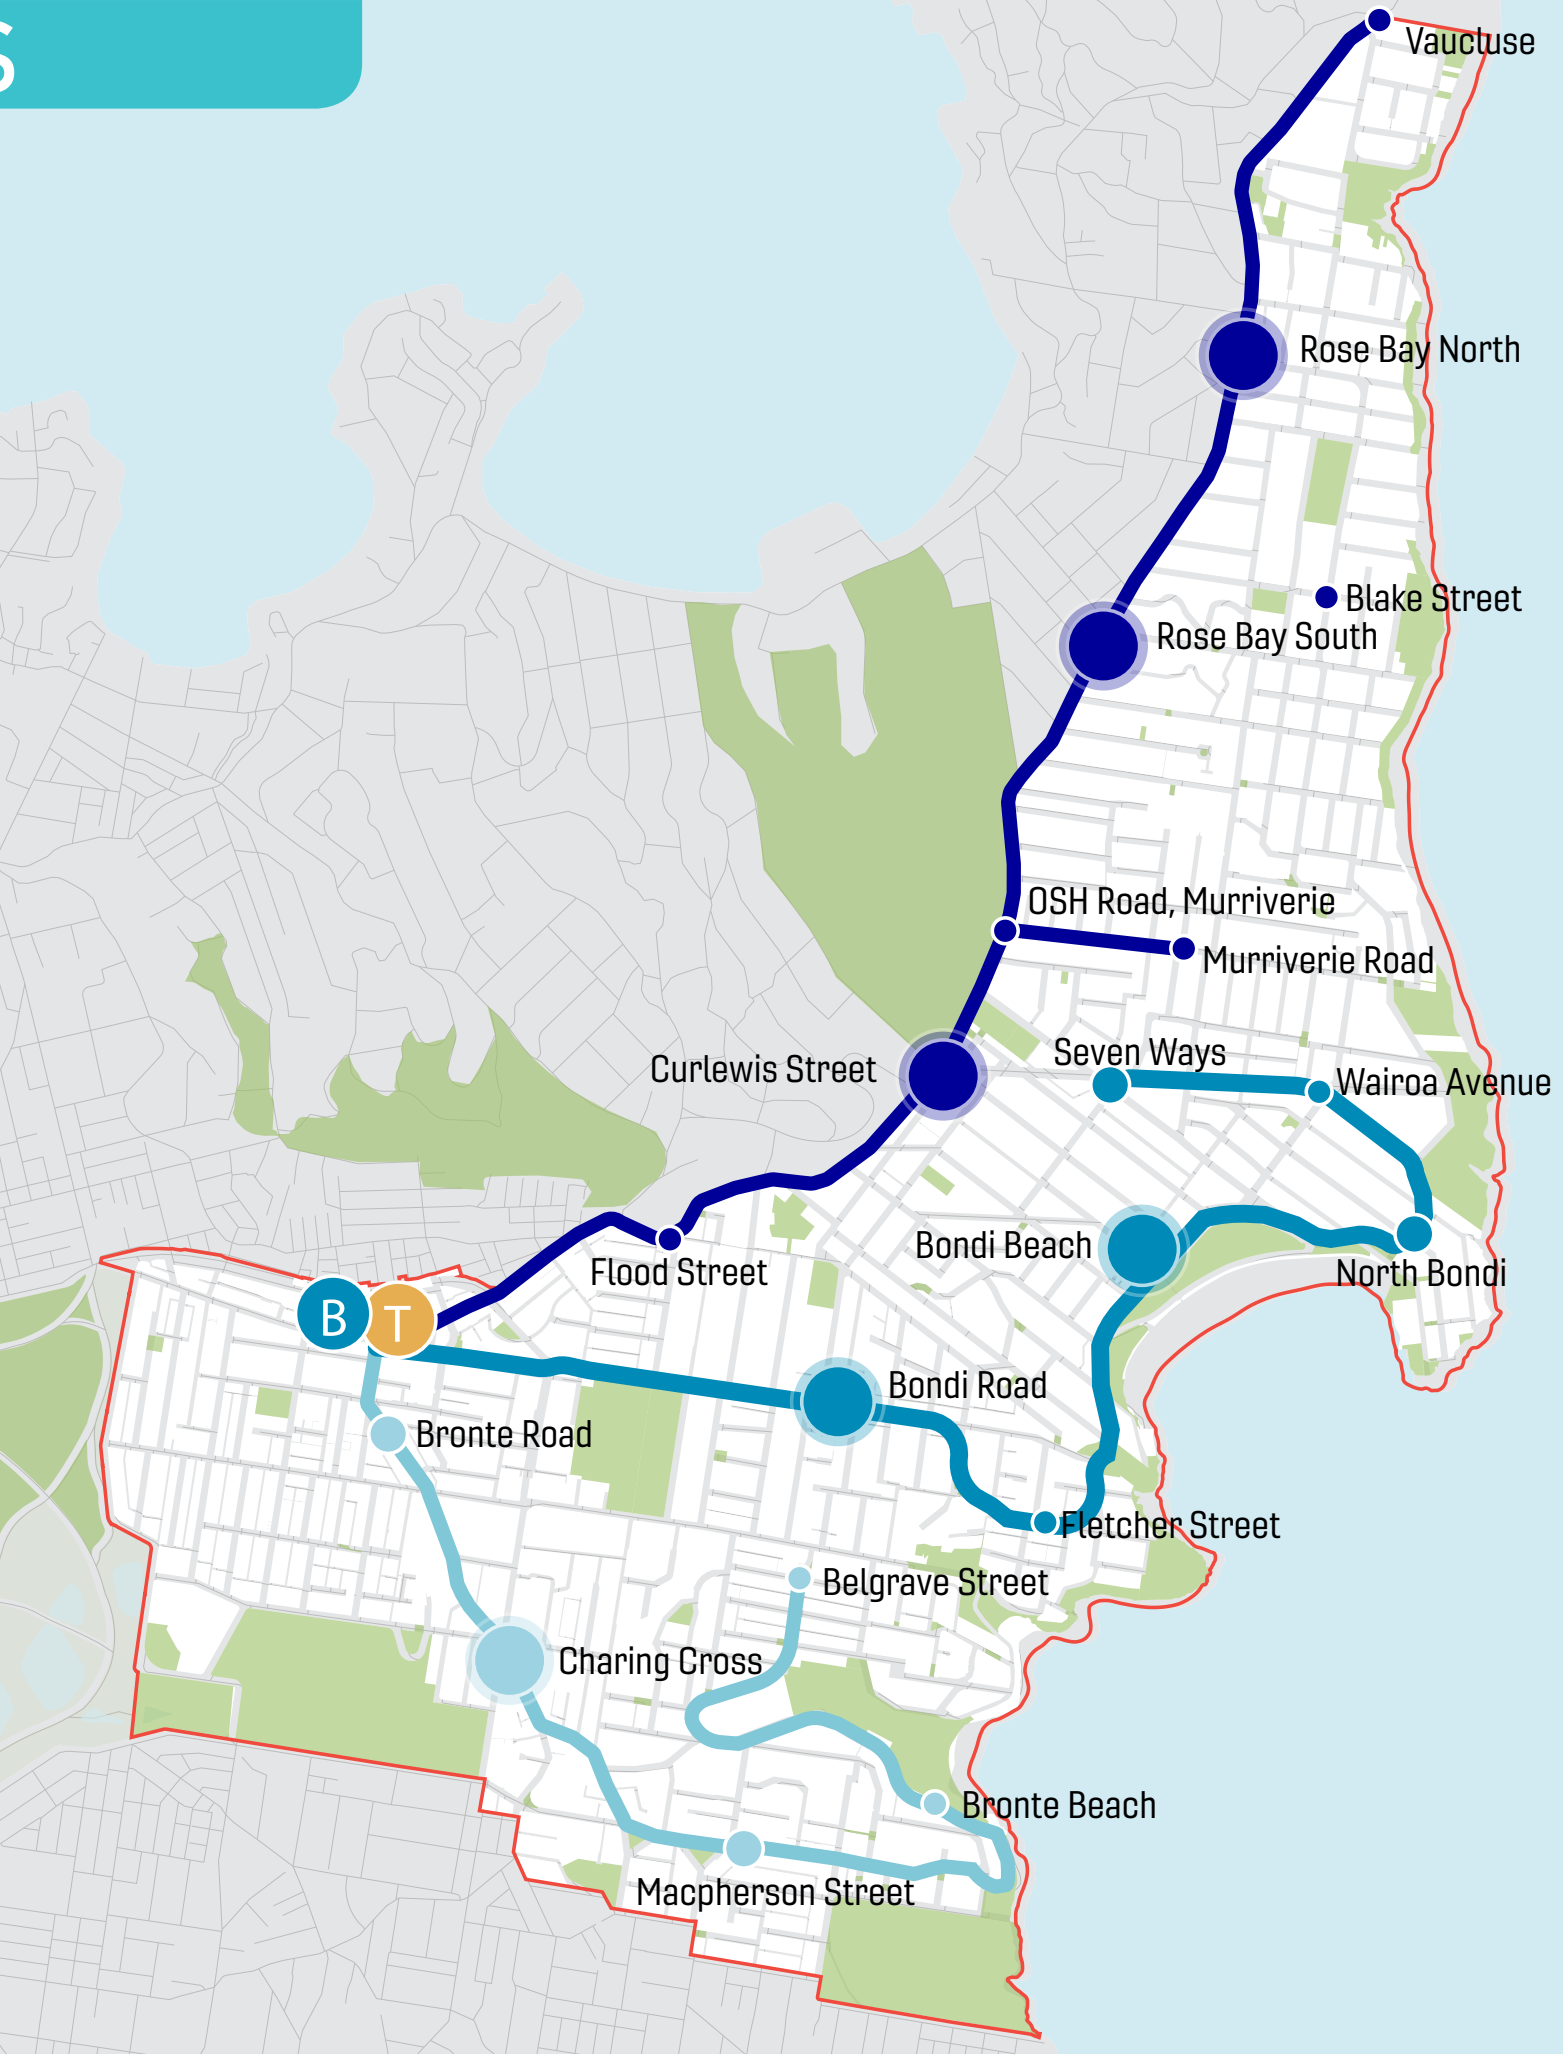 S
Vaucluse
Rose Bay North
Blake Street
Rose Bay South
OSH Road, Murriverie
Murriverie Road
Seven Ways
Curlewis Street
Wairoa Avenue
Bondi Beach
North Bondi
Flood Street
B
T
Bondi Road
Bronte Road
Fletcher Street
Belgrave Street
Charing Cross
Bronte Beach
Macpherson Street